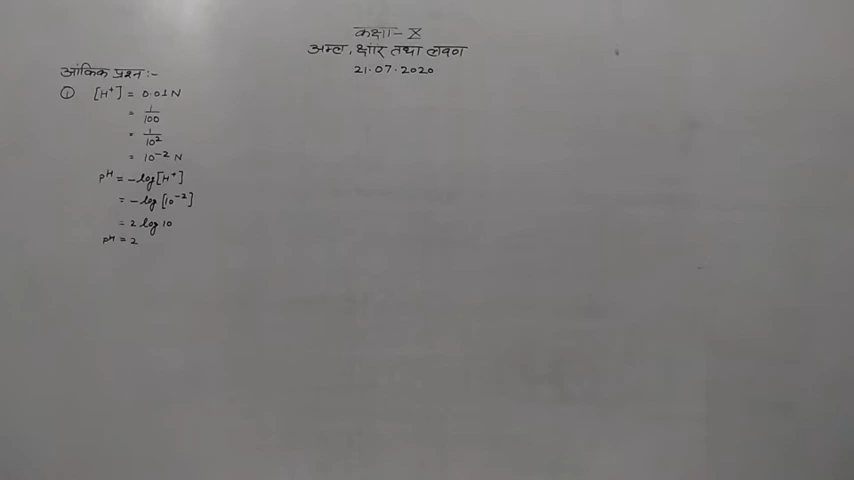 कक्षा - X
अम्ल, क्षार तथा लवण
21.07.2020
आंकिक प्रश्न :-
① [H⁺] = 0.01 N
= 1/100
= 1/10²
= 10⁻² N
pH = -log [H⁺]
= -log [10⁻²]
= 2 log 10
pH = 2